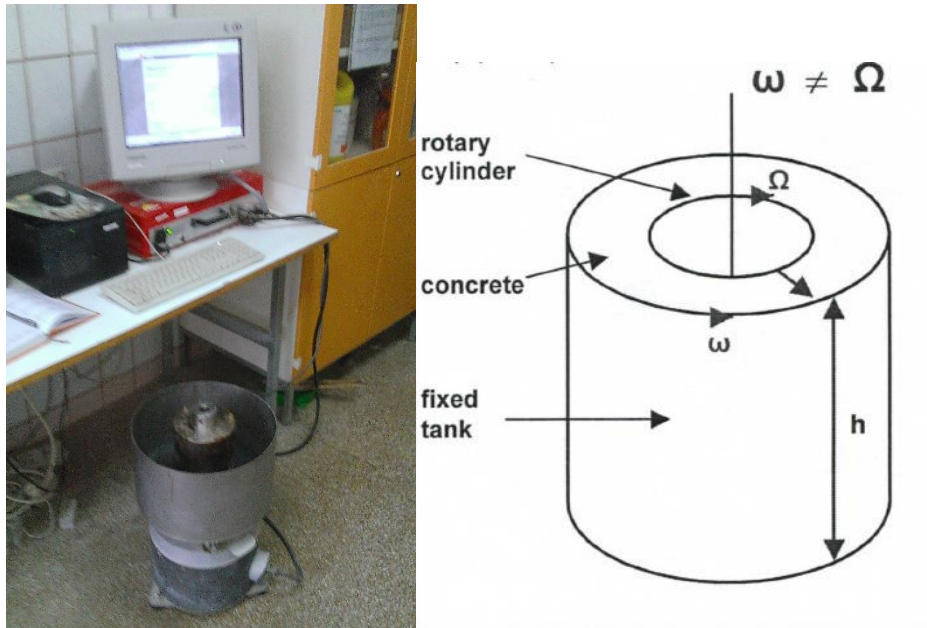 ω ≠ Ω
rotary
cylinder
Ω
concrete
ω
fixed
tank
h